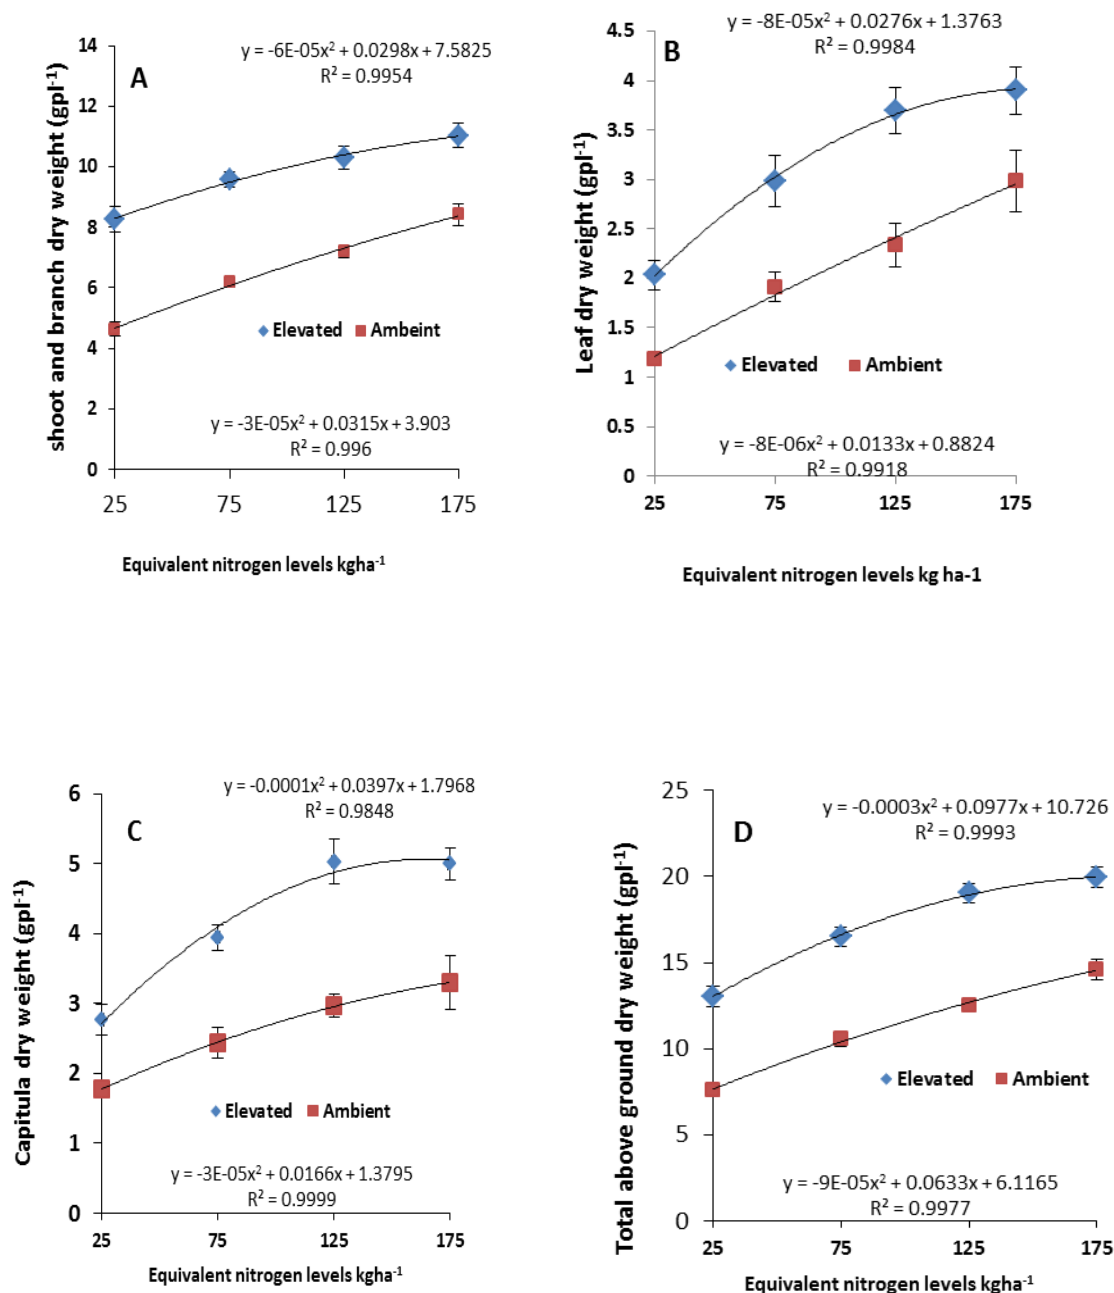 A
y = -6E-05x² + 0.0298x + 7.5825
R² = 0.9954
shoot and branch dry weight (gpl⁻¹)
14
12
10
8
6
4
2
0
Elevated Ambeint
y = -3E-05x² + 0.0315x + 3.903
R² = 0.996
25 75 125 175
Equivalent nitrogen levels kgha⁻¹
B
y = -8E-05x² + 0.0276x + 1.3763
R² = 0.9984
Leaf dry weight (gpl⁻¹)
4.5
4
3.5
3
2.5
2
1.5
1
0.5
0
Elevated Ambient
y = -8E-06x² + 0.0133x + 0.8824
R² = 0.9918
25 75 125 175
Equivalent nitrogen levels kg ha-1
C
y = -0.0001x² + 0.0397x + 1.7968
R² = 0.9848
Capitula dry weight (gpl⁻¹)
6
5
4
3
2
1
0
Elevated Ambient
y = -3E-05x² + 0.0166x + 1.3795
R² = 0.9999
25 75 125 175
Equivalent nitrogen levels kgha⁻¹
D
y = -0.0003x² + 0.0977x + 10.726
R² = 0.9993
Total above ground dry weight (gpl⁻¹)
25
20
15
10
5
0
Elevated Ambient
y = -9E-05x² + 0.0633x + 6.1165
R² = 0.9977
25 75 125 175
Equivalent nitrogen levels kgha⁻¹